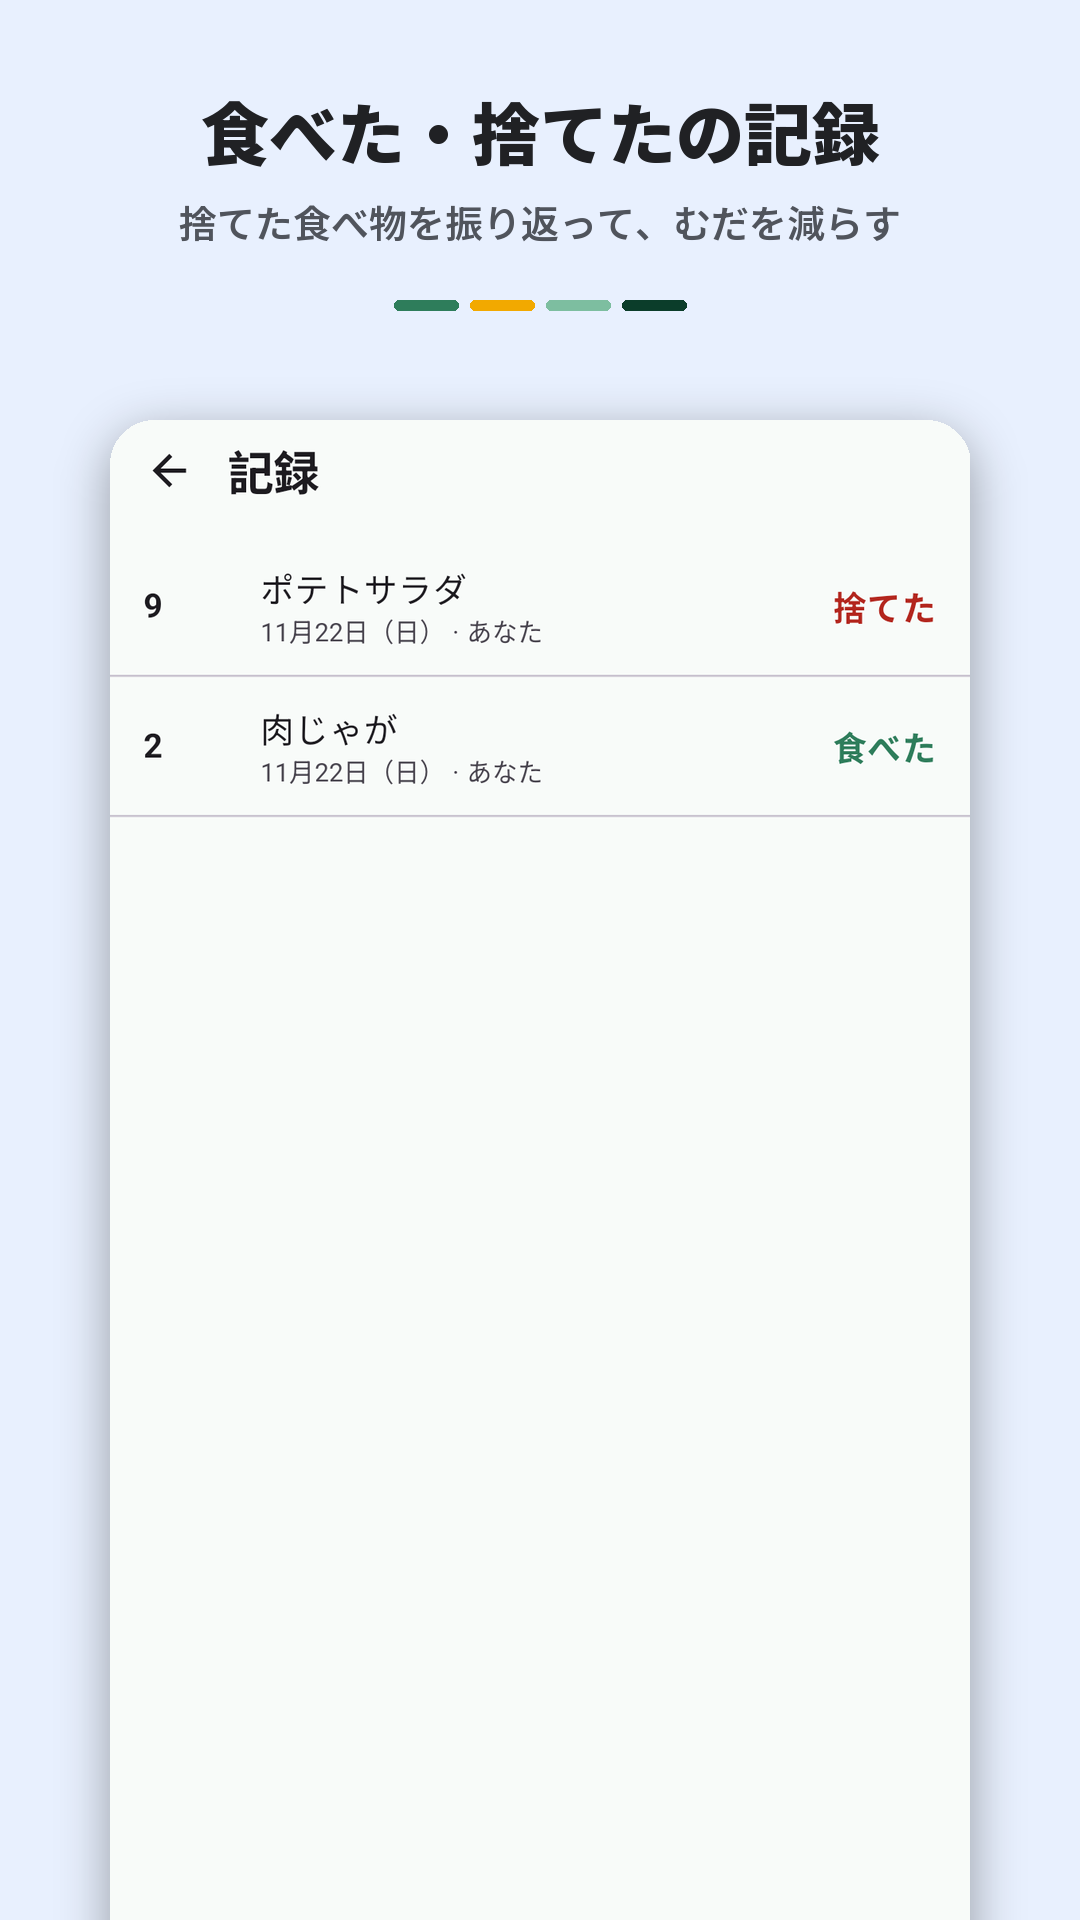 食べた・捨てたの記録
捨てた食べ物を振り返って、むだを減らす
記録
9
ポテトサラダ
11月22日（日） · あなた
捨てた
2
肉じゃが
11月22日（日） · あなた
食べた